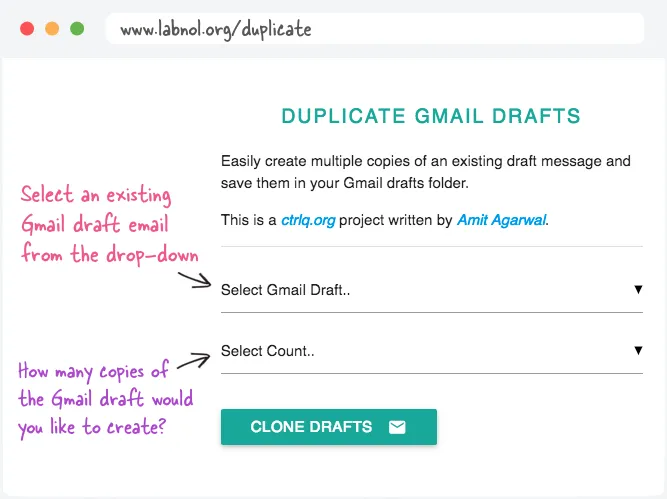 www.labnol.org/duplicate
DUPLICATE GMAIL DRAFTS
Easily create multiple copies of an existing draft message and
save them in your Gmail drafts folder.
This is a ctrlq.org project written by Amit Agarwal.
Select an existing
Gmail draft email
from the drop-down
Select Gmail Draft..
Select Count..
How many copies of
the Gmail draft would
you like to create?
CLONE DRAFTS